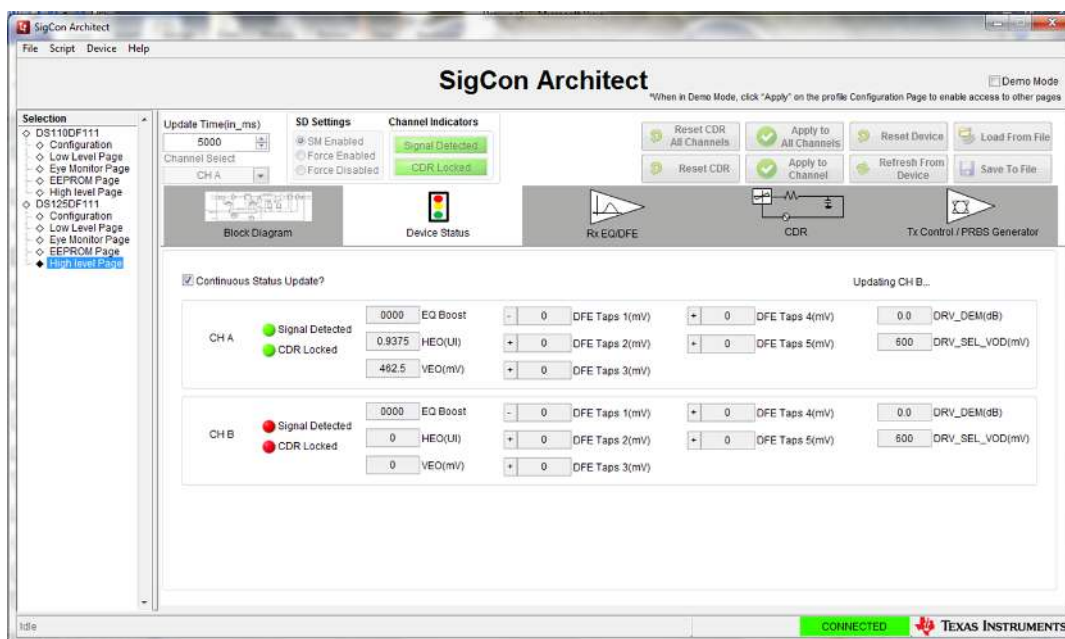 SigCon Architect
File Script Device Help
SigCon Architect
Demo Mode
*When in Demo Mode, click "Apply" on the profile Configuration Page to enable access to other pages
Selection
DS110DF111
Configuration
Low Level Page
Eye Monitor Page
EEPROM Page
High level Page
DS125DF111
Configuration
Low Level Page
Eye Monitor Page
EEPROM Page
High level Page
Update Time(in_ms)
5000
Channel Select
CH A
SD Settings
SM Enabled
Force Enabled
Force Disabled
Channel Indicators
Signal Detected
CDR Locked
Reset CDR
All Channels
Apply to
All Channels
Reset Device
Load From File
Reset CDR
Apply to
Channel
Refresh From
Device
Save To File
Block Diagram
Device Status
Rx EQ/DFE
CDR
Tx Control / PRBS Generator
Continuous Status Update?
Updating CH B...
CH A
Signal Detected
CDR Locked
0000 EQ Boost
0.9375 HEO(UI)
462.5 VEO(mV)
- 0 DFE Taps 1(mV)
+ 0 DFE Taps 2(mV)
+ 0 DFE Taps 3(mV)
+ 0 DFE Taps 4(mV)
+ 0 DFE Taps 5(mV)
0.0 DRV_DEM(dB)
600 DRV_SEL_VOD(mV)
CH B
Signal Detected
CDR Locked
0000 EQ Boost
0 HEO(UI)
0 VEO(mV)
- 0 DFE Taps 1(mV)
+ 0 DFE Taps 2(mV)
+ 0 DFE Taps 3(mV)
+ 0 DFE Taps 4(mV)
+ 0 DFE Taps 5(mV)
0.0 DRV_DEM(dB)
600 DRV_SEL_VOD(mV)
Idle
CONNECTED
TEXAS INSTRUMENTS